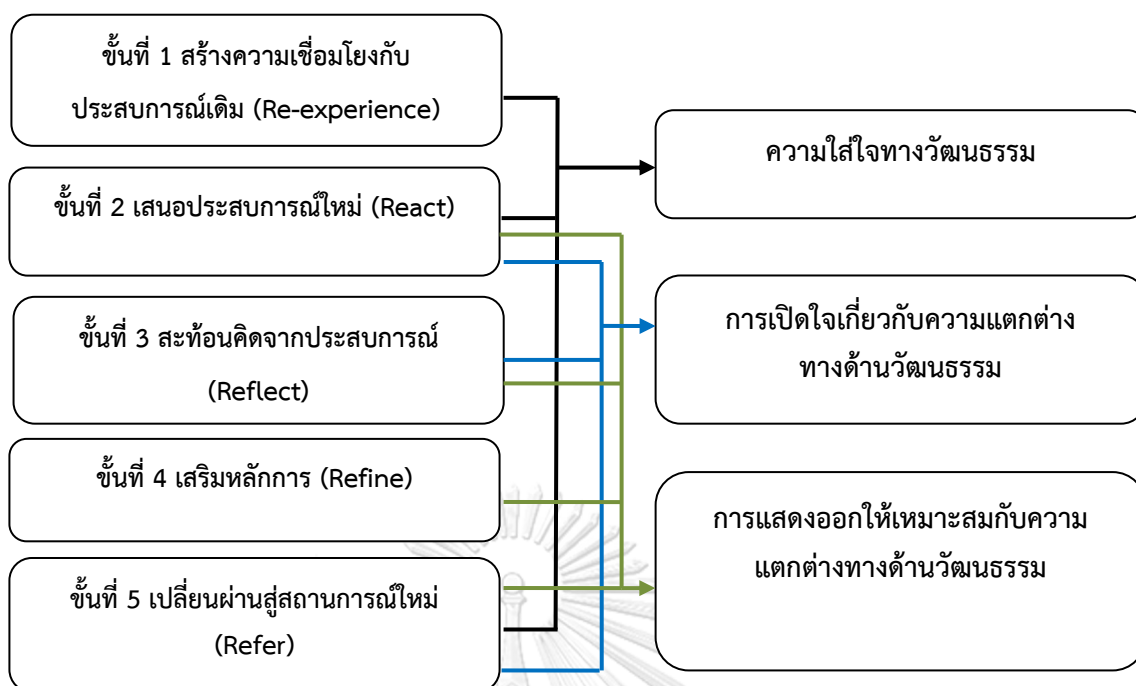 ขั้นที่ 1 สร้างความเชื่อมโยงกับ
ประสบการณ์เดิม (Re-experience)
ขั้นที่ 2 เสนอประสบการณ์ใหม่ (React)
ขั้นที่ 3 สะท้อนคิดจากประสบการณ์
(Reflect)
ขั้นที่ 4 เสริมหลักการ (Refine)
ขั้นที่ 5 เปลี่ยนผ่านสู่สถานการณ์ใหม่
(Refer)
ความใส่ใจทางวัฒนธรรม
การเปิดใจเกี่ยวกับความแตกต่าง
ทางด้านวัฒนธรรม
การแสดงออกให้เหมาะสมกับความ
แตกต่างทางด้านวัฒนธรรม